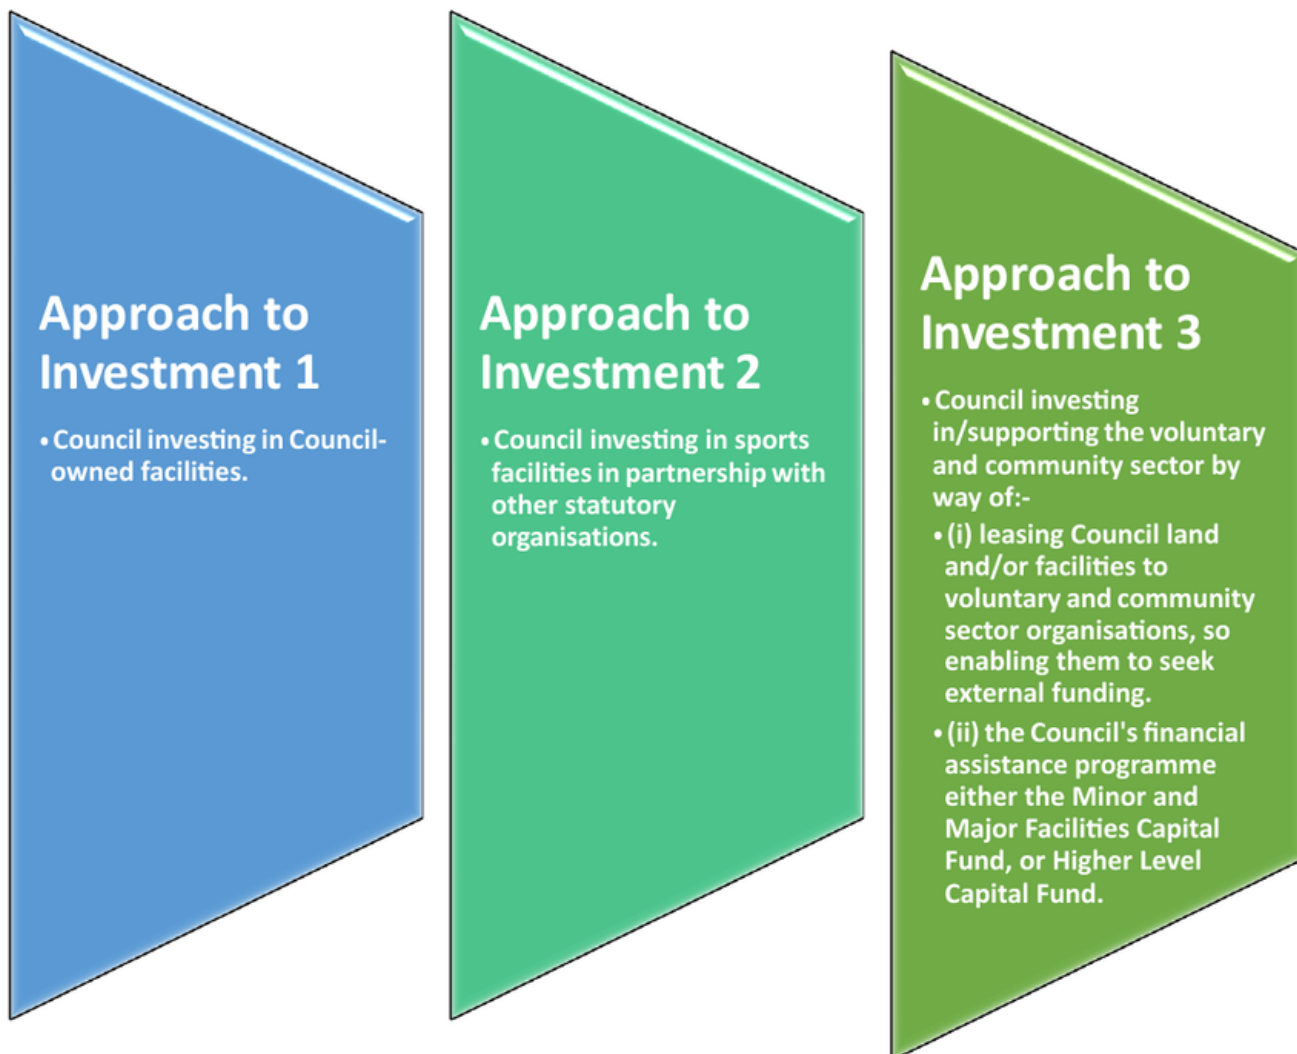 Approach to
Investment 1
• Council investing in Council-
owned facilities.
Approach to
Investment 2
• Council investing in sports
facilities in partnership with
other statutory
organisations.
Approach to
Investment 3
• Council investing
in/supporting the voluntary
and community sector by
way of:-
• (i) leasing Council land
and/or facilities to
voluntary and community
sector organisations, so
enabling them to seek
external funding.
• (ii) the Council's financial
assistance programme
either the Minor and
Major Facilities Capital
Fund, or Higher Level
Capital Fund.